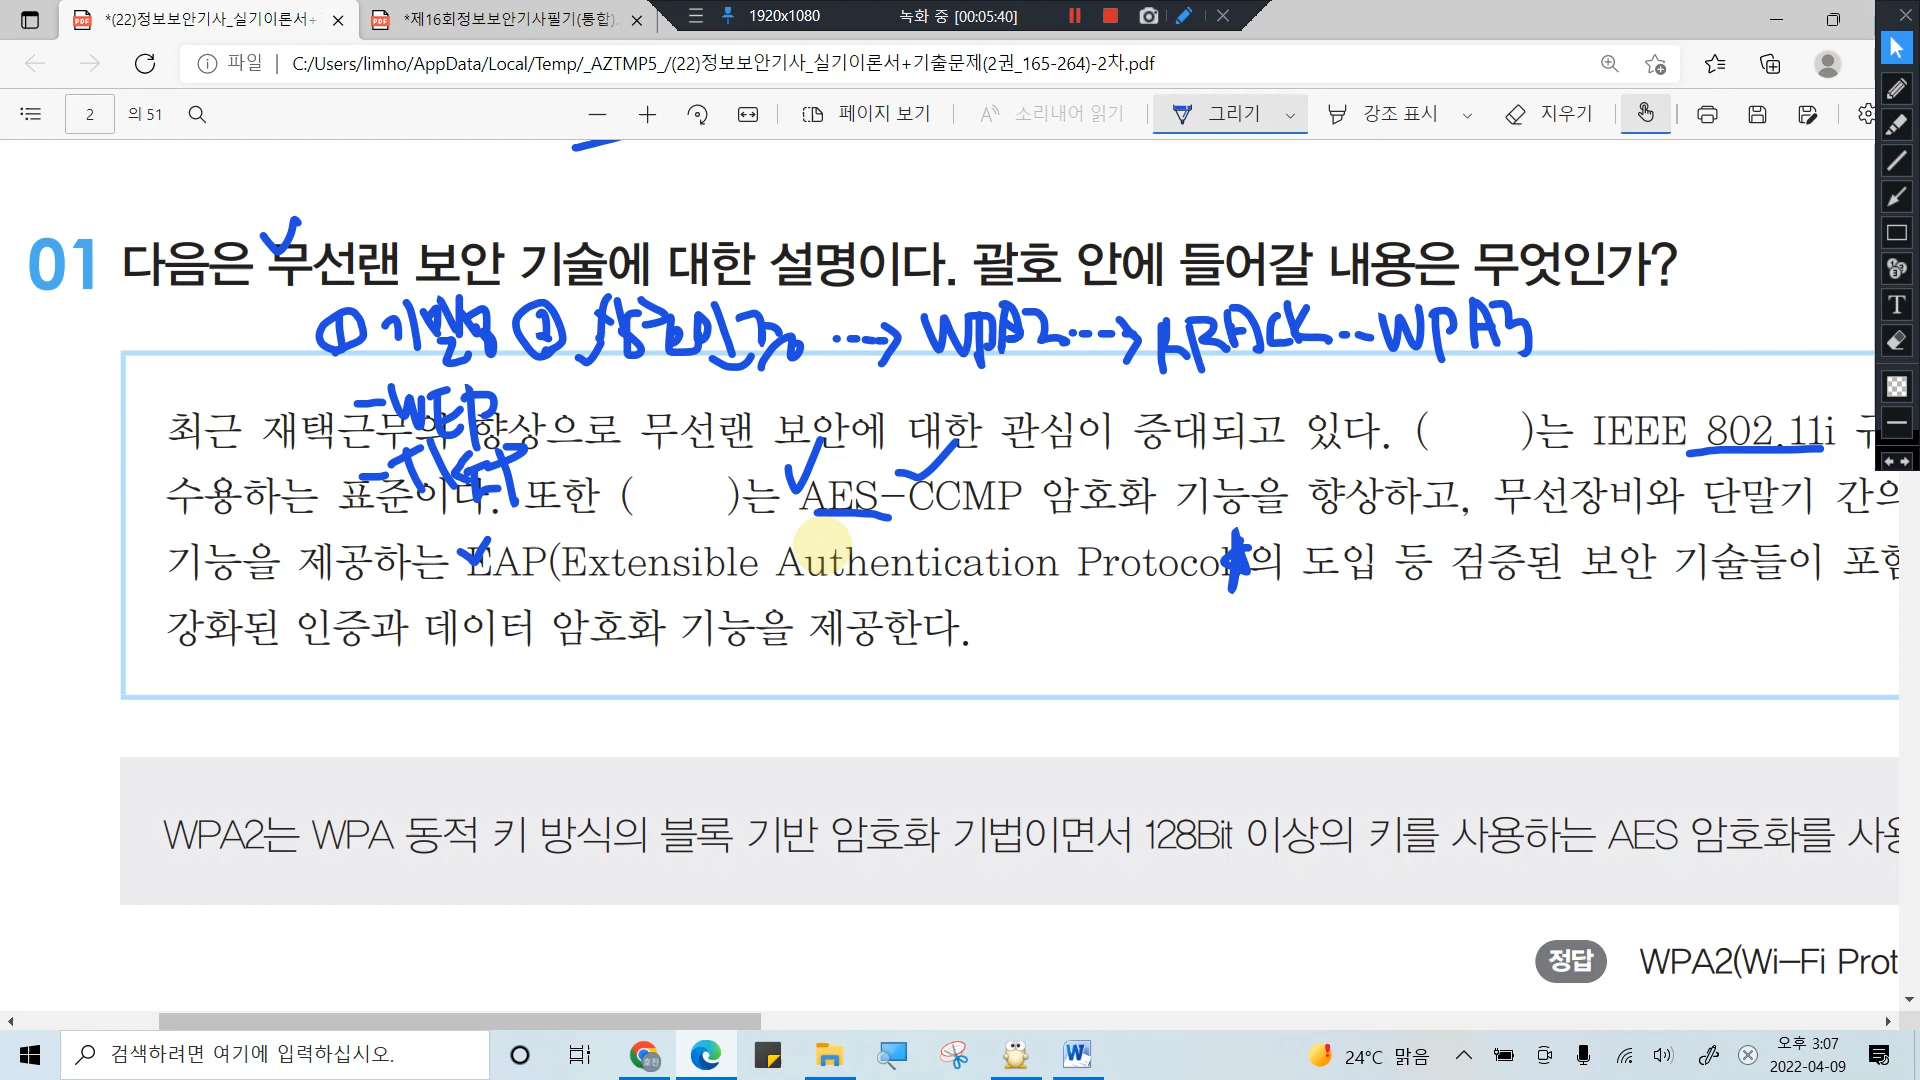 *(22)정보보안기사_실기이론서+
*제16회정보보안기사필기(통합).
1920x1080
녹화 중 [00:05:40]
파일
C:/Users/limho/AppData/Local/Temp/_AZTMP5_/(22)정보보안기사_실기이론서+기출문제(2권_165-264)-2차.pdf
2 의 51
페이지 보기
소리내어 읽기
그리기
강조 표시
지우기
01 다음은 무선랜 보안 기술에 대한 설명이다. 괄호 안에 들어갈 내용은 무엇인가?
① 기밀성 ② 상호인증 ---> WPA2 ---> KRACK -- WPA3
-WEP
-TKIP
최근 재택근무의 향상으로 무선랜 보안에 대한 관심이 증대되고 있다. ( )는 IEEE 802.11i
수용하는 표준이다. 또한 ( )는 AES-CCMP 암호화 기능을 향상하고, 무선장비와 단말기 간의
기능을 제공하는 EAP(Extensible Authentication Protocol)의 도입 등 검증된 보안 기술들이 포함
강화된 인증과 데이터 암호화 기능을 제공한다.
WPA2는 WPA 동적 키 방식의 블록 기반 암호화 기법이면서 128Bit 이상의 키를 사용하는 AES 암호화를 사용
정답 WPA2(Wi-Fi Prot
검색하려면 여기에 입력하십시오.
24°C 맑음
오후 3:07
2022-04-09